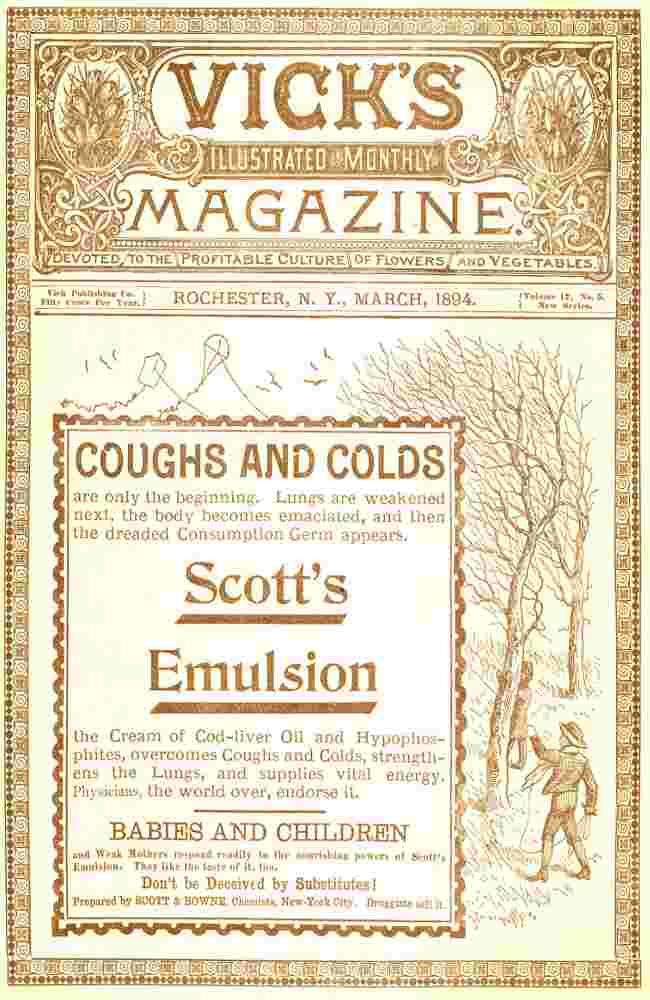 VICK'S
ILLUSTRATED MONTHLY
MAGAZINE.
DEVOTED TO THE PROFITABLE CULTURE OF FLOWERS AND VEGETABLES.
Vick Publishing Co.
Fifty Cents Per Year.
ROCHESTER, N. Y., MARCH, 1894.
Volume 17, No. 5.
New Series.
COUGHS AND COLDS
are only the beginning. Lungs are weakened
next, the body becomes emaciated, and then
the dreaded Consumption Germ appears.
Scott's
Emulsion
the Cream of Cod-liver Oil and Hypophos-
phites, overcomes Coughs and Colds, strength-
ens the Lungs, and supplies vital energy.
Physicians, the world over, endorse it.
BABIES AND CHILDREN
and Weak Mothers respond readily to the nourishing powers of Scott's
Emulsion. They like the taste of it, too.
Don't be Deceived by Substitutes!
Prepared by SCOTT & BOWNE, Chemists, New-York City. Druggists sell it.